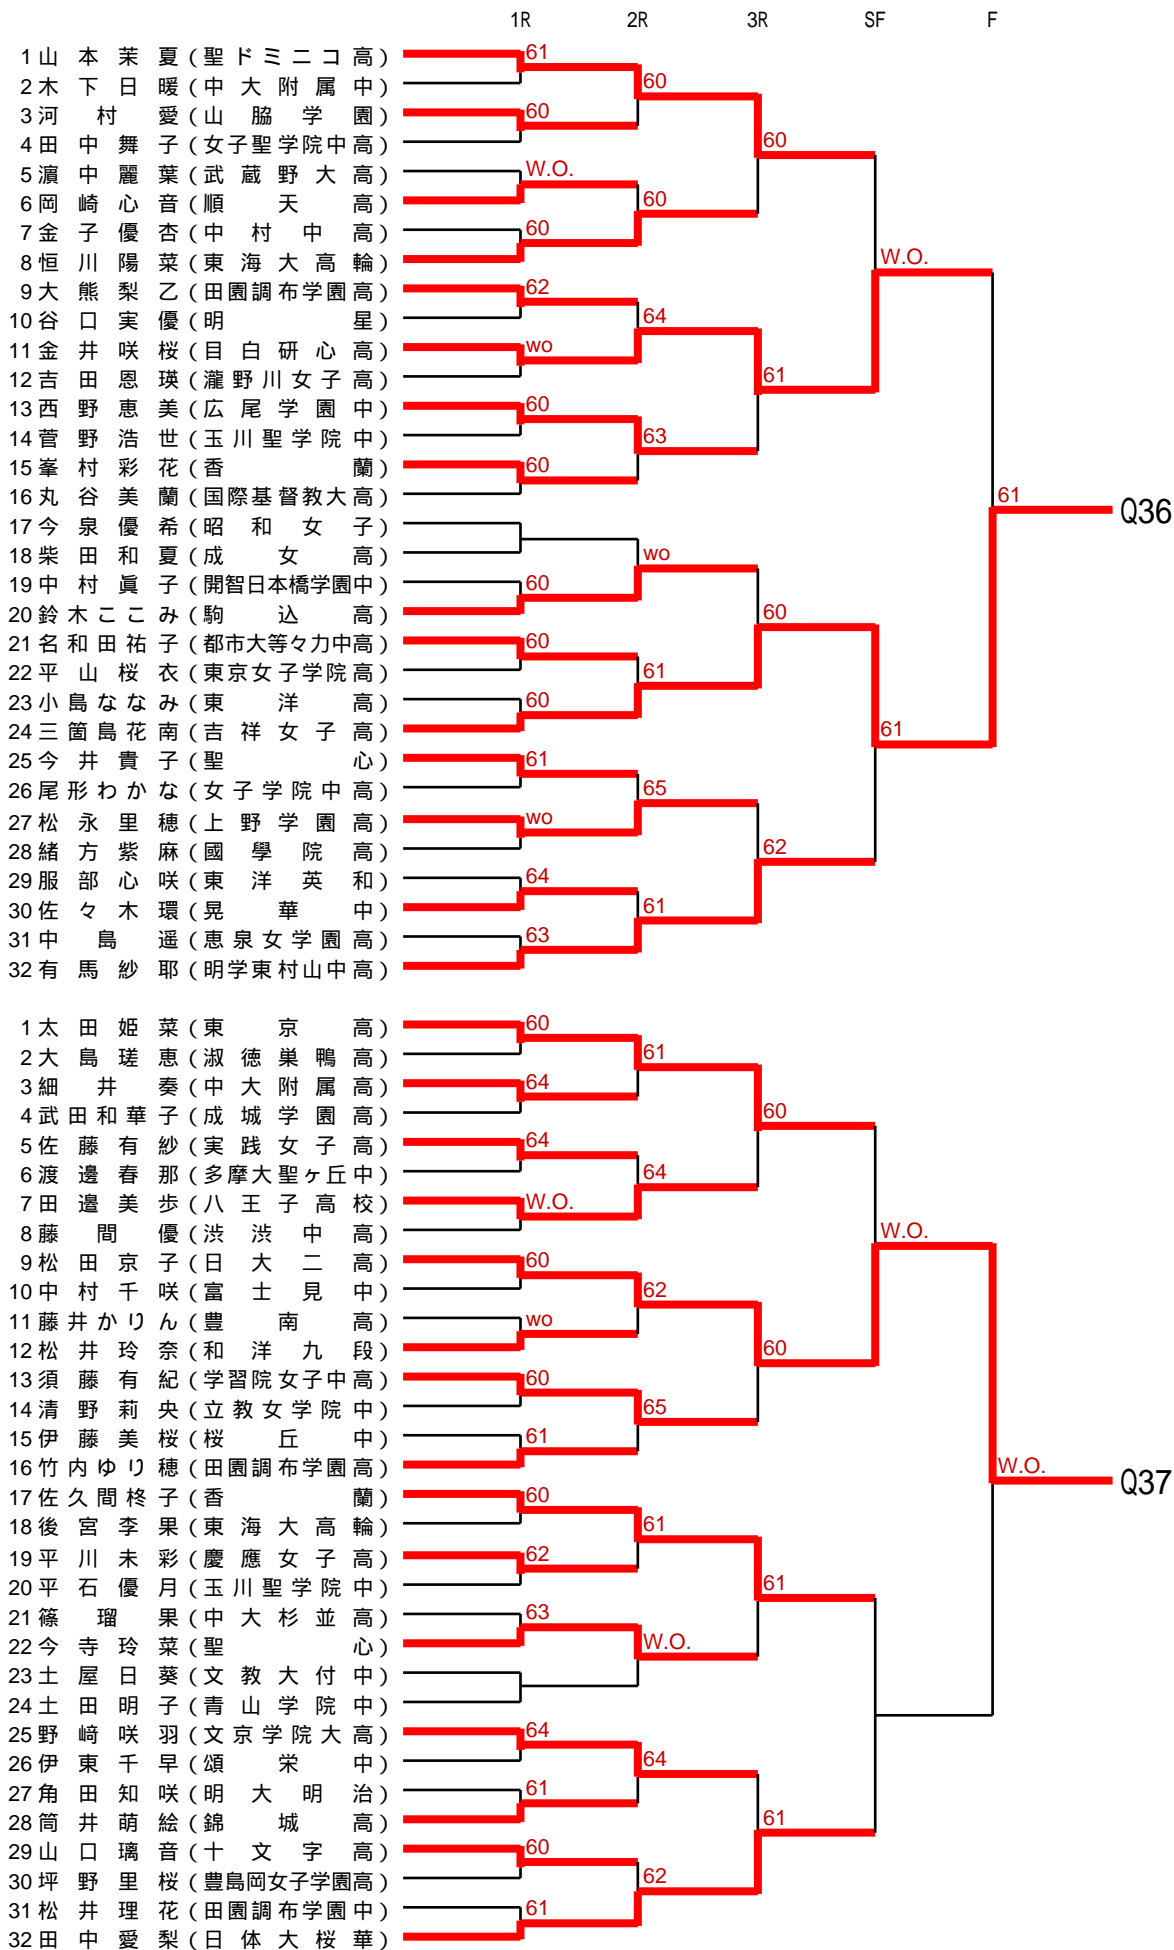 1R 2R 3R SF F
1 山本茉夏 (聖ドミニコ高) 61
2 木下日暖 (中大附属中) 60
3 河村愛 (山脇学園) 60
4 田中舞子 (女子聖学院中高) 60
5 濵中麗葉 (武蔵野大高) W.O.
6 岡崎心音 (順天高) 60
7 金子優杏 (中村中高) 60
8 恒川陽菜 (東海大高輪) W.O.
9 大熊梨乙 (田園調布学園高) 62
10 谷口実優 (明星) 64
11 金井咲桜 (目白研心高) wo
12 吉田恩瑛 (瀧野川女子高) 61
13 西野恵美 (広尾学園中) 60
14 菅野浩世 (玉川聖学院中) 63
15 峯村彩花 (香蘭) 60
16 丸谷美蘭 (国際基督教大高) 61 Q36
17 今泉優希 (昭和女子)
18 柴田和夏 (成女高) wo
19 中村眞子 (開智日本橋学園中) 60
20 鈴木ここみ (駒込高) 60
21 名和田祐子 (都市大等々力中高) 60
22 平山桜衣 (東京女子学院高) 61
23 小島ななみ (東洋高) 60
24 三箇島花南 (吉祥女子高) 61
25 今井貴子 (聖心) 61
26 尾形わかな (女子学院中高) 65
27 松永里穂 (上野学園高) wo
28 緒方紫麻 (國學院高) 62
29 服部心咲 (東洋英和) 64
30 佐々木環 (晃華中) 61
31 中島遥 (恵泉女学園高) 63
32 有馬紗耶 (明学東村山中高)
1 太田姫菜 (東京高) 60
2 大島瑳恵 (淑徳巣鴨高) 61
3 細井奏 (中大附属高) 64
4 武田和華子 (成城学園高) 60
5 佐藤有紗 (実践女子高) 64
6 渡邊春那 (多摩大聖ヶ丘中) 64
7 田邉美歩 (八王子高校) W.O.
8 藤間優 (渋渋中高) W.O.
9 松田京子 (日大二高) 60
10 中村千咲 (富士見中) 62
11 藤井かりん (豊南高) wo
12 松井玲奈 (和洋九段) 60
13 須藤有紀 (学習院女子中高) 60
14 清野莉央 (立教女学院中) 65
15 伊藤美桜 (桜丘中) 61
16 竹内ゆり穂 (田園調布学園高) W.O. Q37
17 佐久間柊子 (香蘭) 60
18 後宮李果 (東海大高輪) 61
19 平川未彩 (慶應女子高) 62
20 平石優月 (玉川聖学院中) 61
21 篠瑠果 (中大杉並高) 63
22 今寺玲菜 (聖心) W.O.
23 土屋日葵 (文教大付中)
24 土田明子 (青山学院中)
25 野﨑咲羽 (文京学院大高) 64
26 伊東千早 (頌栄中) 64
27 角田知咲 (明大明治) 61
28 筒井萌絵 (錦城高) 61
29 山口璃音 (十文字高) 60
30 坪野里桜 (豊島岡女子学園高) 62
31 松井理花 (田園調布学園中) 61
32 田中愛梨 (日体大桜華)